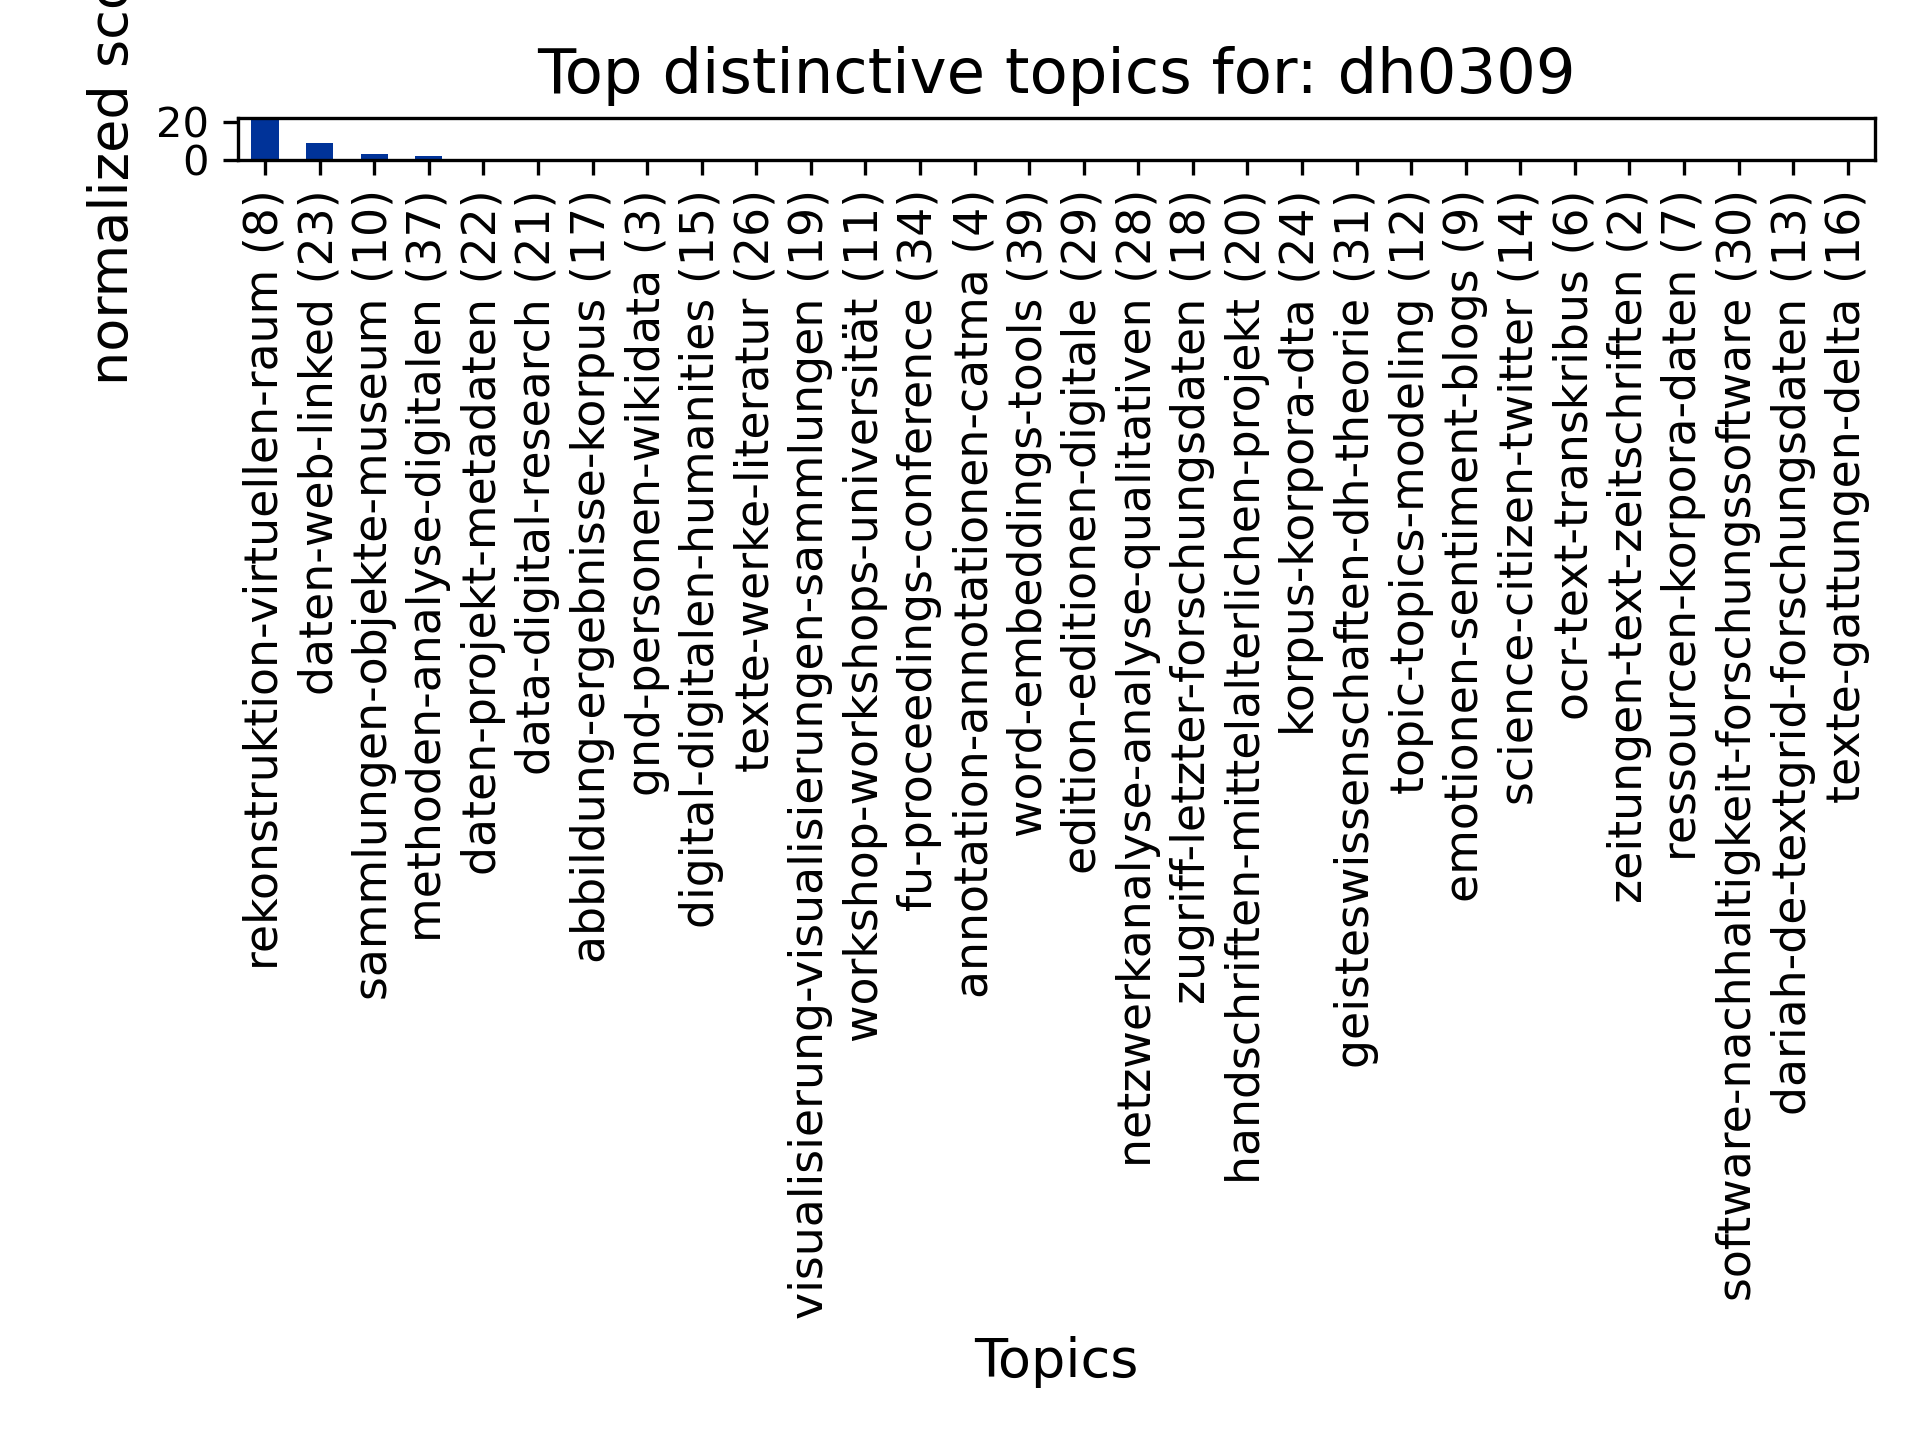 Top distinctive topics for: dh0309
normalized
20
0
rekonstruktion-virtuellen-raum (8)
daten-web-linked (23)
sammlungen-objekte-museum (10)
methoden-analyse-digitalen (37)
daten-projekt-metadaten (22)
data-digital-research (21)
abbildung-ergebnisse-korpus (17)
gnd-personen-wikidata (3)
digital-digitalen-humanities (15)
texte-werke-literatur (26)
visualisierung-visualisierungen-sammlungen (19)
workshop-workshops-universität (11)
fu-proceedings-conference (34)
annotation-annotationen-catma (4)
word-embeddings-tools (39)
edition-editionen-digitale (29)
netzwerkanalyse-analyse-qualitativen (28)
zugriff-letzter-forschungsdaten (18)
handschriften-mittelalterlichen-projekt (20)
korpus-korpora-dta (24)
geisteswissenschaften-dh-theorie (31)
topic-topics-modeling (12)
emotionen-sentiment-blogs (9)
science-citizen-twitter (14)
ocr-text-transkribus (6)
zeitungen-text-zeitschriften (2)
ressourcen-korpora-daten (7)
software-nachhaltigkeit-forschungssoftware (30)
dariah-de-textgrid-forschungsdaten (13)
texte-gattungen-delta (16)
Topics